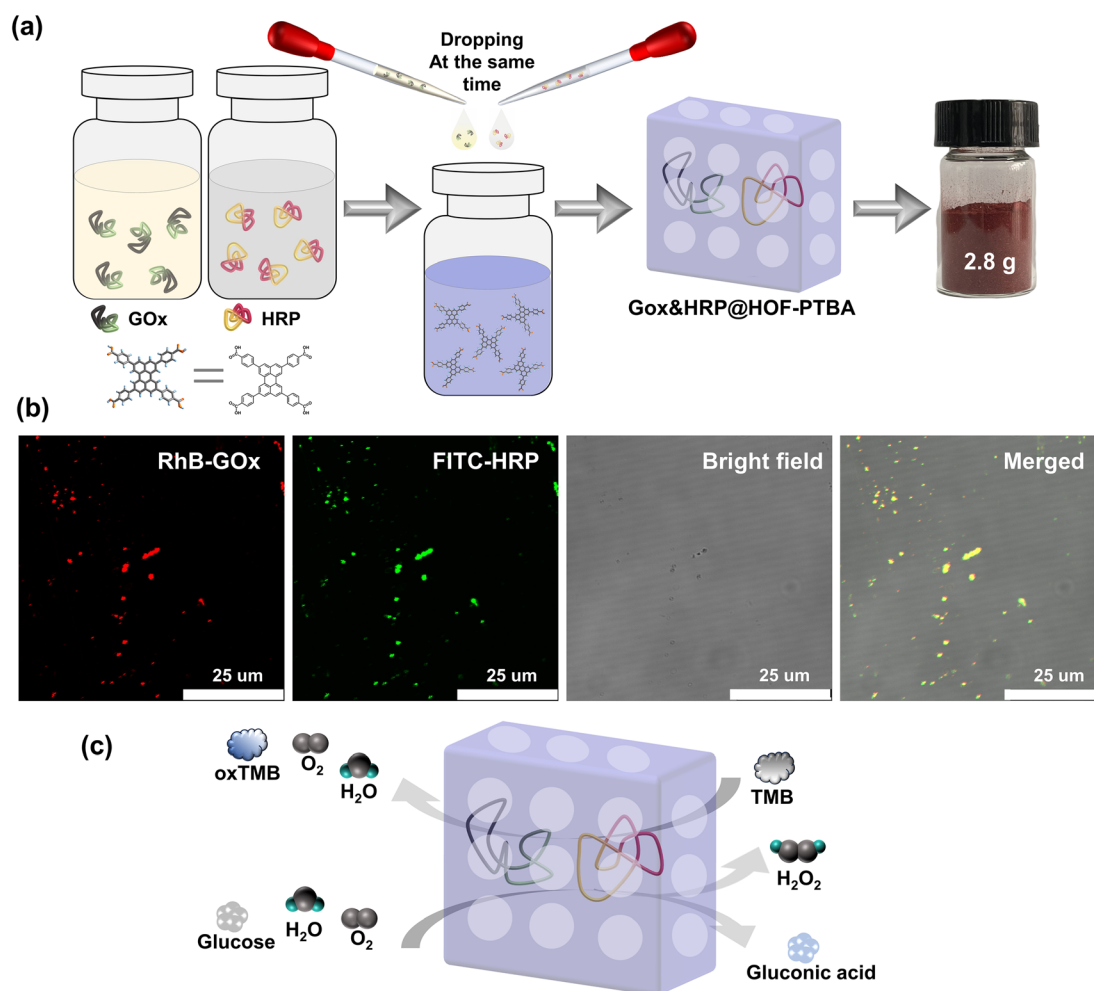 (a)
Dropping
At the same
time
GOx
HRP
Gox&HRP@HOF-PTBA
2.8 g
(b)
RhB-GOx
25 um
FITC-HRP
25 um
Bright field
25 um
Merged
25 um
(c)
oxTMB
O₂
H₂O
TMB
H₂O₂
Glucose
H₂O
O₂
Gluconic acid